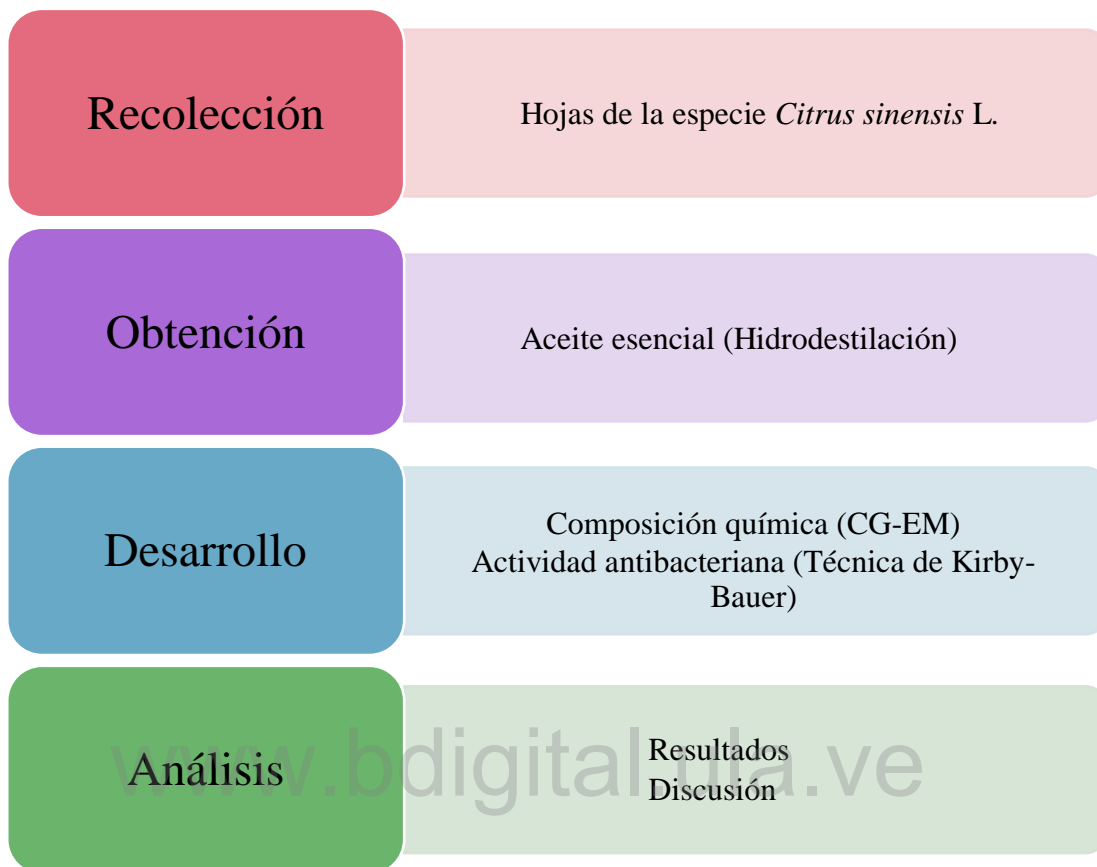 Recolección
Hojas de la especie Citrus sinensis L.
Obtención
Aceite esencial (Hidrodestilación)
Desarrollo
Composición química (CG-EM)
Actividad antibacteriana (Técnica de Kirby-
Bauer)
Análisis
Resultados
Discusión
www.bdigital.ula.ve